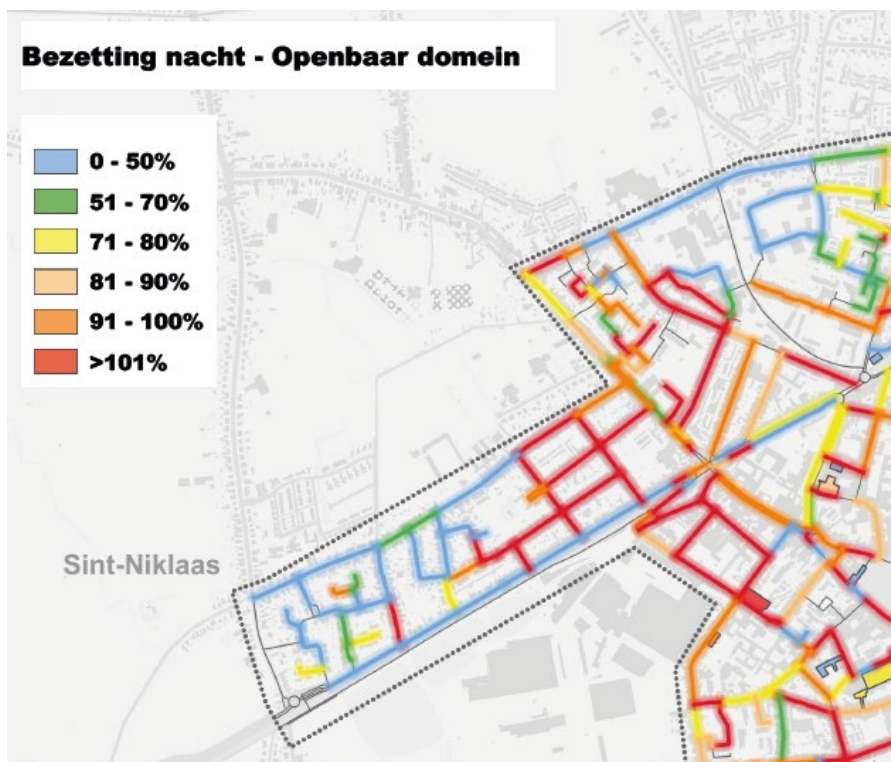 Bezetting nacht - Openbaar domein
0 - 50%
51 - 70%
71 - 80%
81 - 90%
91 - 100%
>101%
Sint-Niklaas